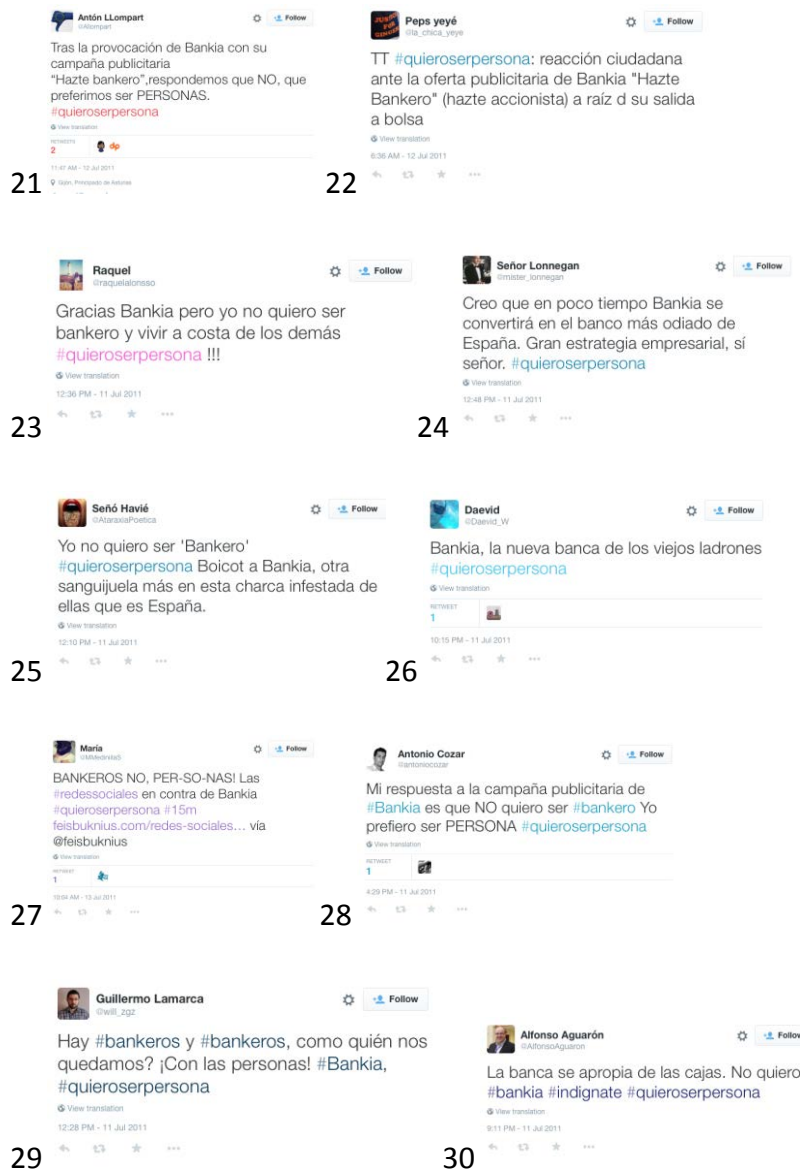 Antón LLompart
@Allompart
Follow
Tras la provocación de Bankia con su
campaña publicitaria
“Hazte bankero”,respondemos que NO, que
preferimos ser PERSONAS.
#quieroserpersona
View translation
RETWEETS
2
11:47 AM - 12 Jul 2011
Gijón, Principado de Asturias
21
Peps yeyé
@la_chica_yeye
Follow
TT #quieroserpersona: reacción ciudadana
ante la oferta publicitaria de Bankia "Hazte
Bankero" (hazte accionista) a raíz d su salida
a bolsa
View translation
6:36 AM - 12 Jul 2011
22
Raquel
@raquelalonsso
Follow
Gracias Bankia pero yo no quiero ser
bankero y vivir a costa de los demás
#quieroserpersona !!!
View translation
12:36 PM - 11 Jul 2011
23
Señor Lonnegan
@mister_lonnegan
Follow
Creo que en poco tiempo Bankia se
convertirá en el banco más odiado de
España. Gran estrategia empresarial, sí
señor. #quieroserpersona
View translation
12:48 PM - 11 Jul 2011
24
Señó Havié
@AtaraxiaPoetica
Follow
Yo no quiero ser 'Bankero'
#quieroserpersona Boicot a Bankia, otra
sanguijuela más en esta charca infestada de
ellas que es España.
View translation
12:10 PM - 11 Jul 2011
25
Daevid
@Daevid_W
Follow
Bankia, la nueva banca de los viejos ladrones
#quieroserpersona
View translation
RETWEET
1
10:15 PM - 11 Jul 2011
26
María
Follow
BANKEROS NO, PER-SO-NAS! Las
#redessociales en contra de Bankia
#quieroserpersona #15m
feisbuknius.com/redes-sociales… vía
@feisbuknius
View translation
RETWEET
1
10:04 AM - 13 Jul 2011
27
Antonio Cozar
@antoniocozar
Follow
Mi respuesta a la campaña publicitaria de
#Bankia es que NO quiero ser #bankero Yo
prefiero ser PERSONA #quieroserpersona
View translation
RETWEET
1
4:29 PM - 11 Jul 2011
28
Guillermo Lamarca
@will_zgz
Follow
Hay #bankeros y #bankeros, como quién nos
quedamos? ¡Con las personas! #Bankia,
#quieroserpersona
View translation
12:28 PM - 11 Jul 2011
29
Alfonso Aguarón
@AlfonsoAguaron
Follow
La banca se apropia de las cajas. No quiero
#bankia #indignate #quieroserpersona
View translation
9:11 PM - 11 Jul 2011
30